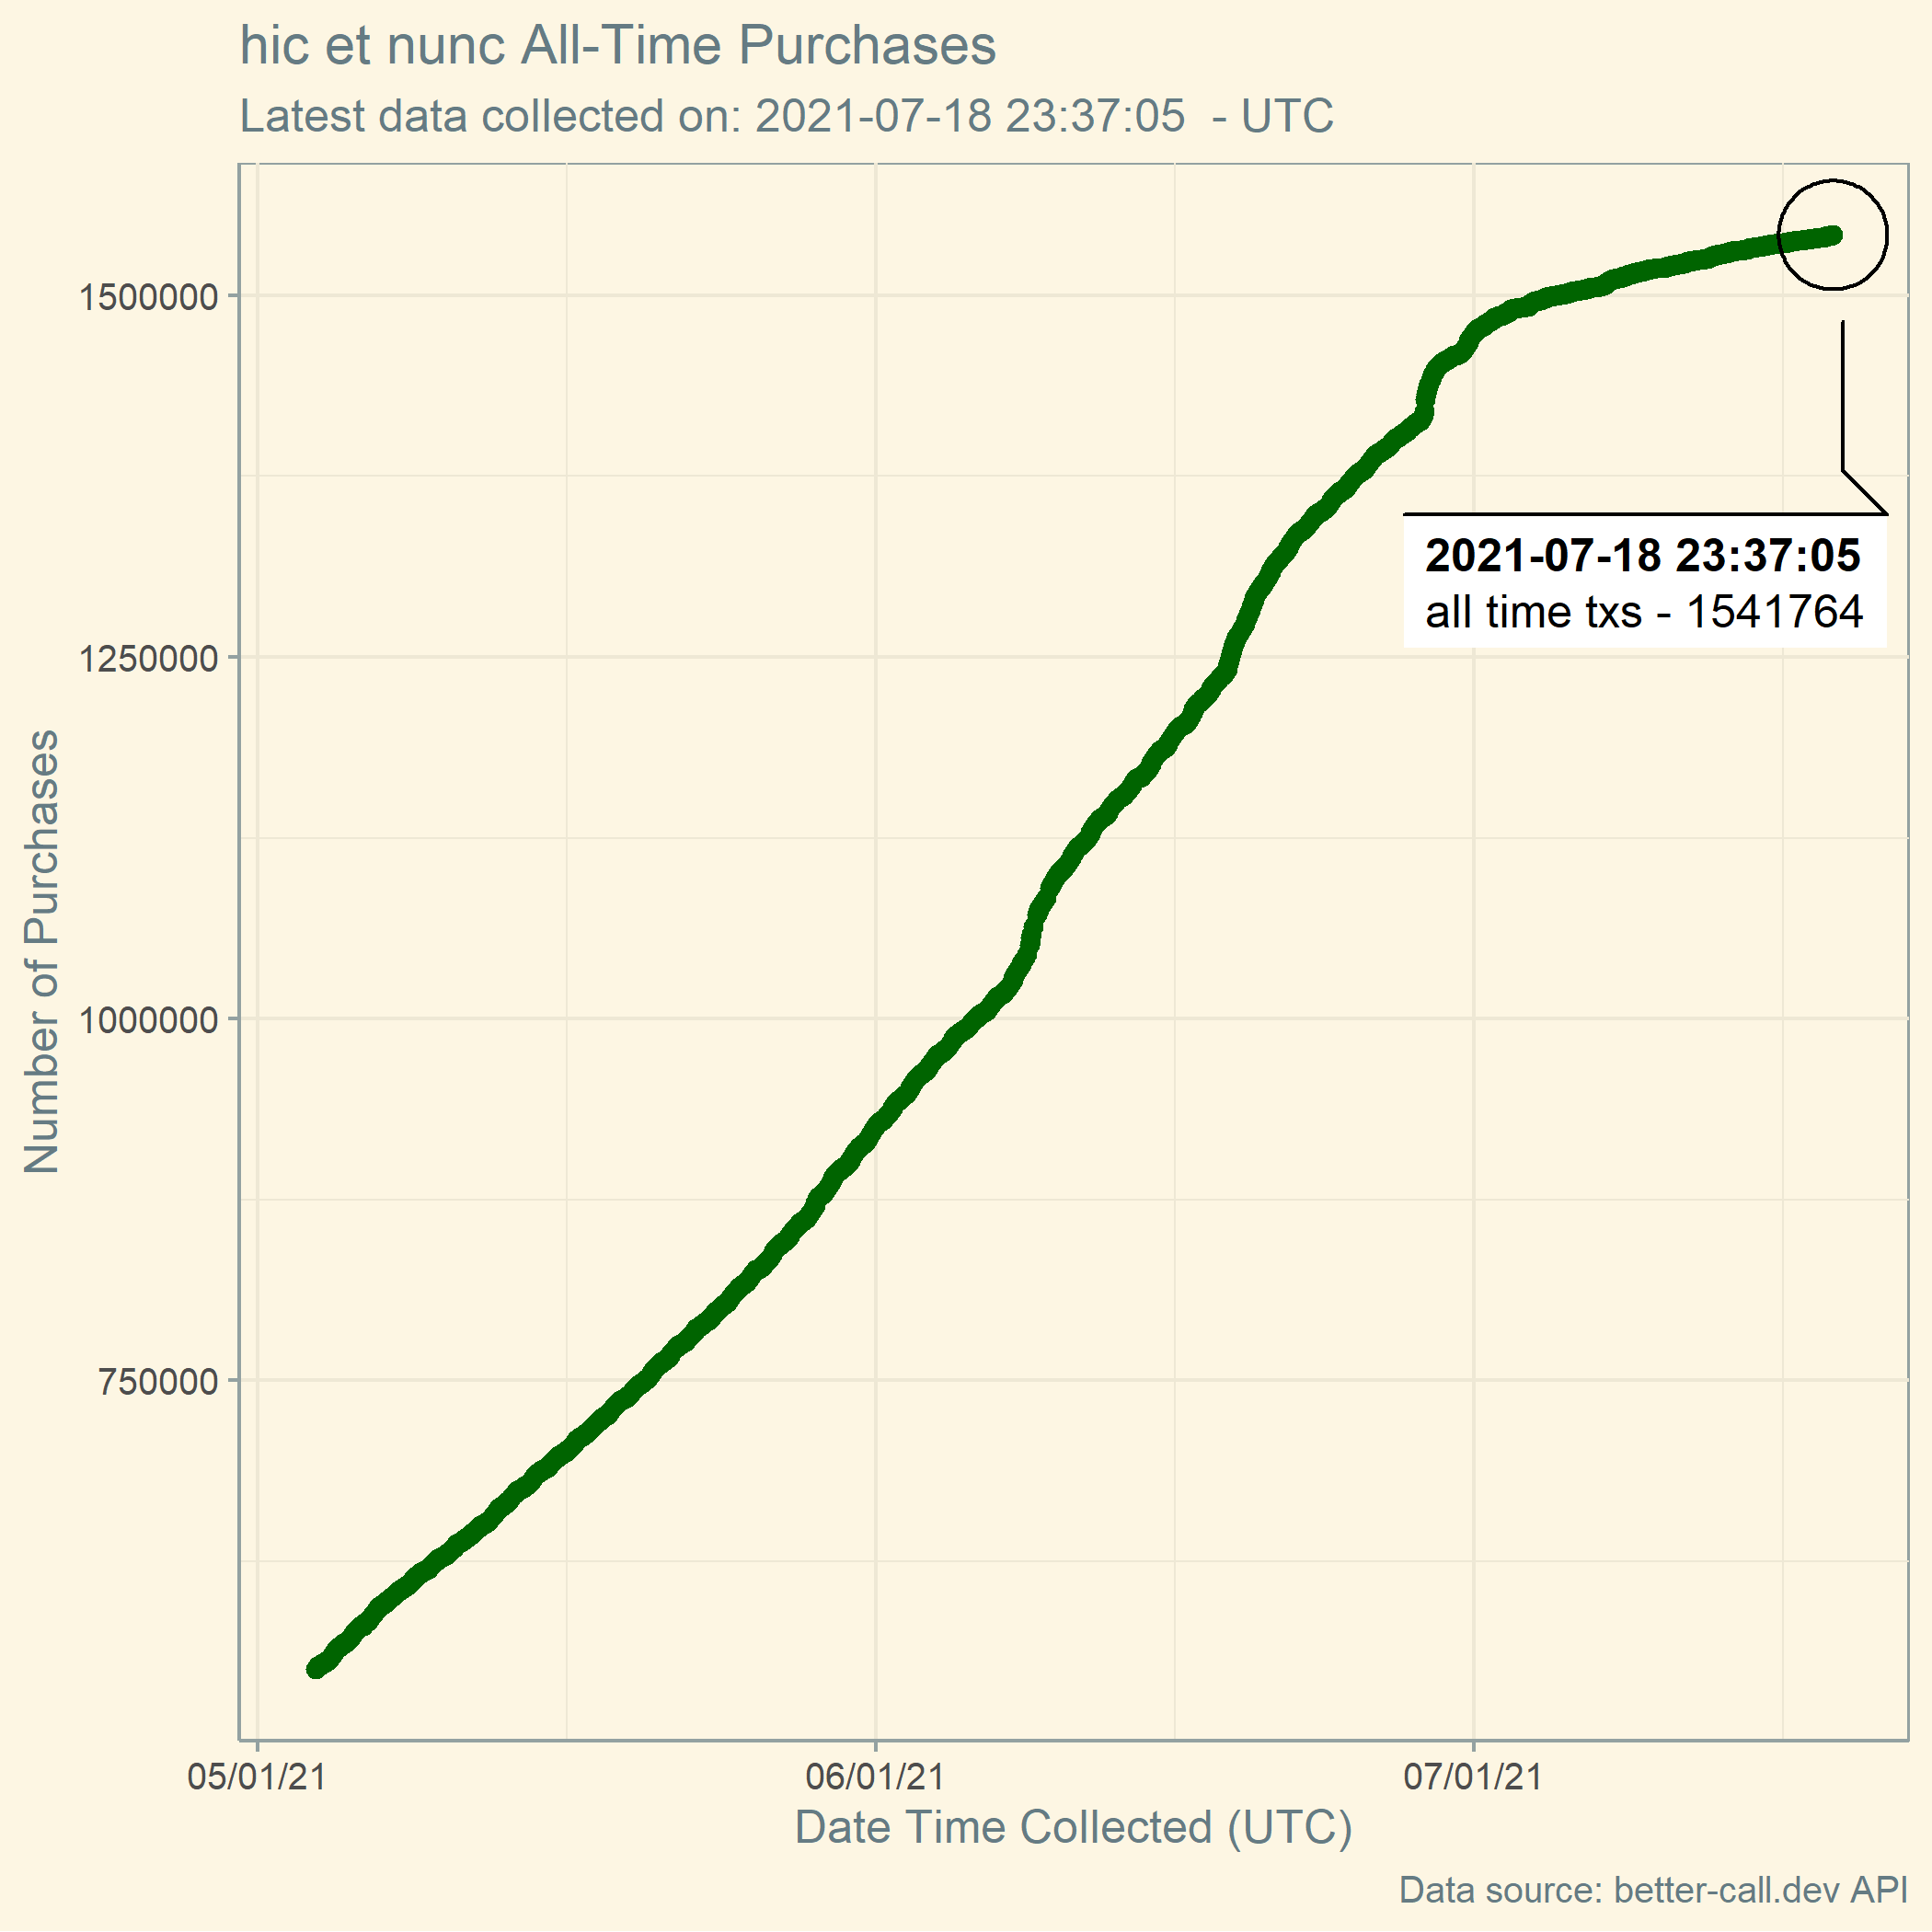 hic et nunc All-Time Purchases
Latest data collected on: 2021-07-18 23:37:05  - UTC
1500000
1250000
1000000
750000
Number of Purchases
2021-07-18 23:37:05
all time txs - 1541764
05/01/21
06/01/21
07/01/21
Date Time Collected (UTC)
Data source: better-call.dev API